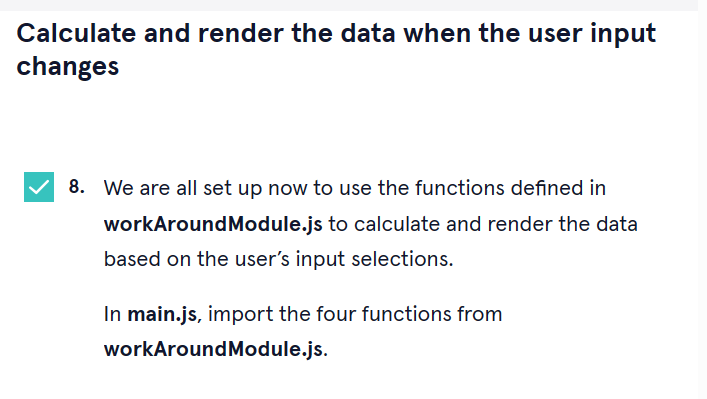 Calculate and render the data when the user input
changes
8. We are all set up now to use the functions defined in
workAroundModule.js to calculate and render the data
based on the user’s input selections.
In main.js, import the four functions from
workAroundModule.js.